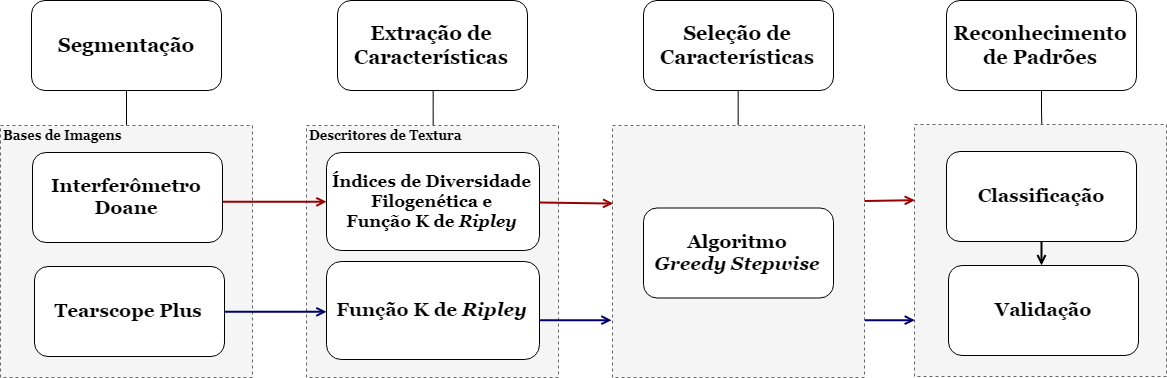 Segmentação
Extração de
Características
Seleção de
Características
Reconhecimento
de Padrões
Bases de Imagens
Interferômetro
Doane
Tearscope Plus
Descritores de Textura
Índices de Diversidade
Filogenética e
Função K de Ripley
Função K de Ripley
Algoritmo
Greedy Stepwise
Classificação
Validação